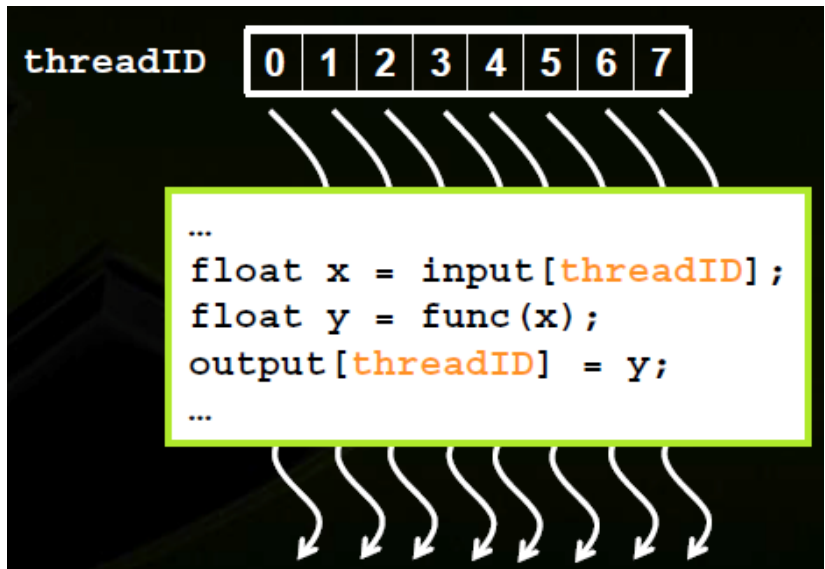 threadID 0 1 2 3 4 5 6 7
…
float x = input[threadID];
float y = func(x);
output[threadID] = y;
…